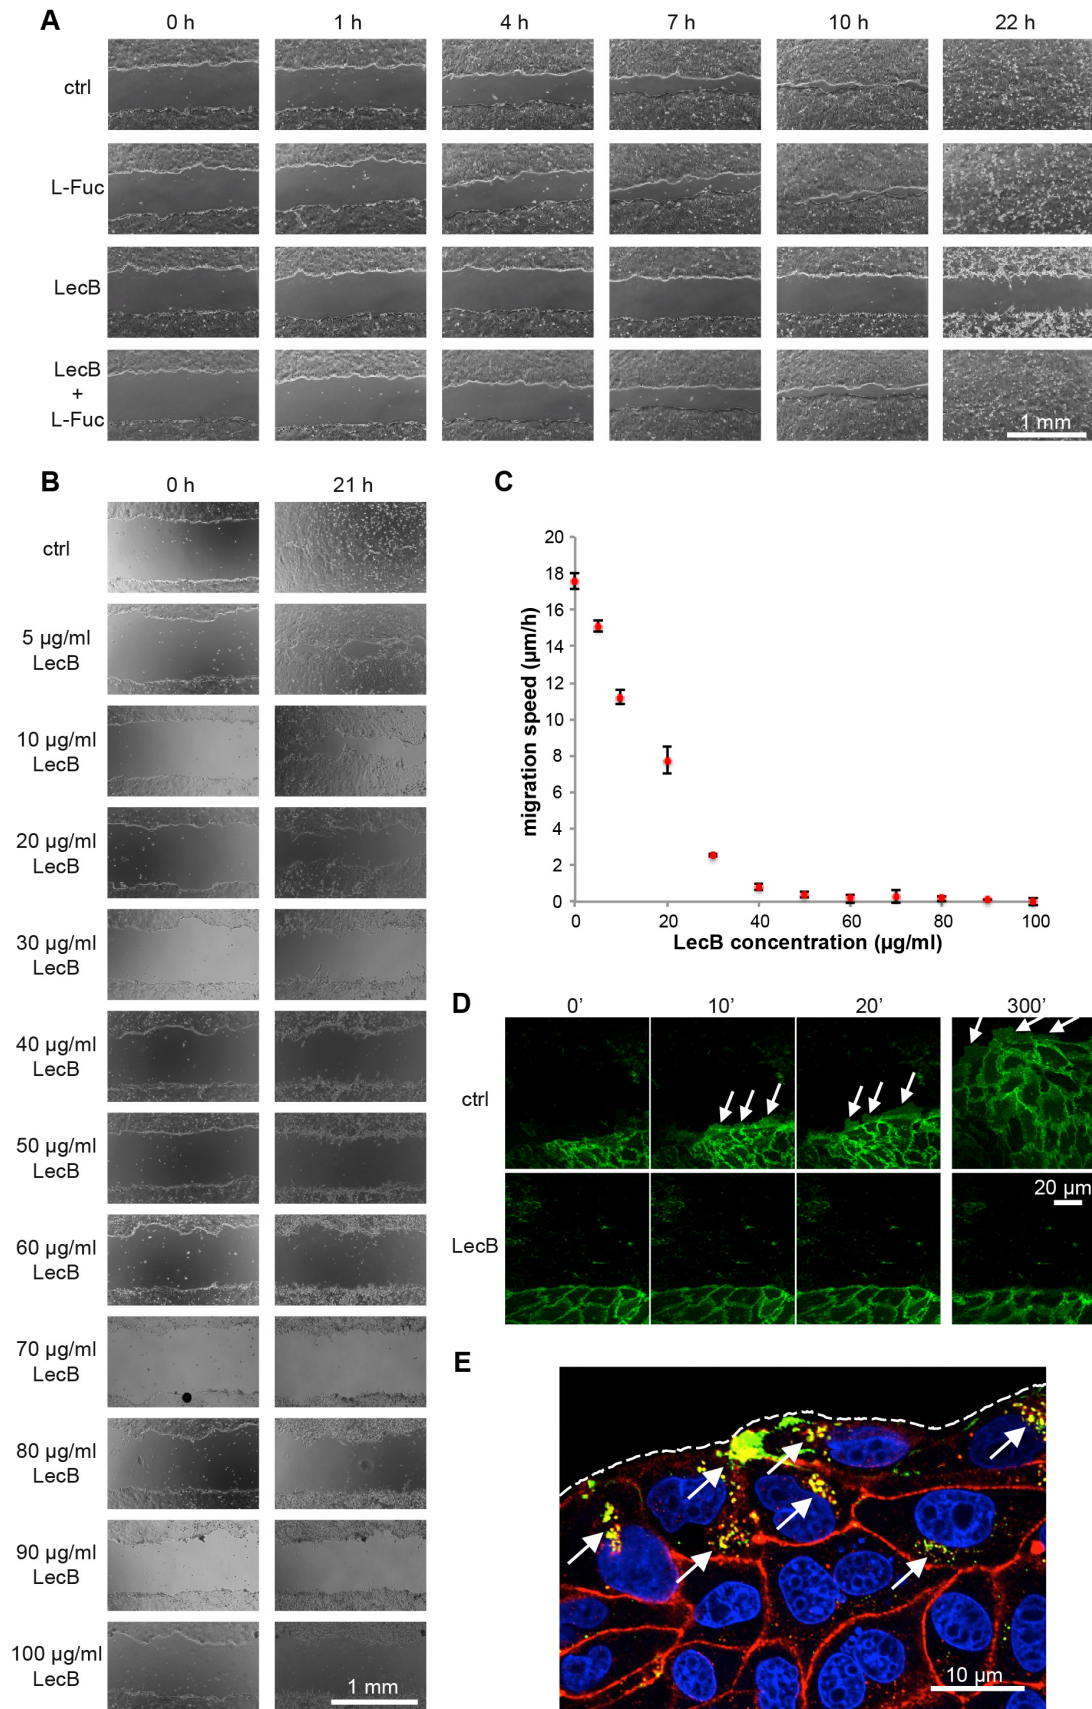 A
0 h 1 h 4 h 7 h 10 h 22 h
ctrl
L-Fuc
LecB
LecB
+
L-Fuc
1 mm
B
0 h 21 h
ctrl
5 µg/ml
LecB
10 µg/ml
LecB
20 µg/ml
LecB
30 µg/ml
LecB
40 µg/ml
LecB
50 µg/ml
LecB
60 µg/ml
LecB
70 µg/ml
LecB
80 µg/ml
LecB
90 µg/ml
LecB
100 µg/ml
LecB
1 mm
C
migration speed (µm/h)
20
18
16
14
12
10
8
6
4
2
0
0 20 40 60 80 100
LecB concentration (µg/ml)
D
0’ 10’ 20’ 300’
ctrl
LecB
20 µm
E
10 µm